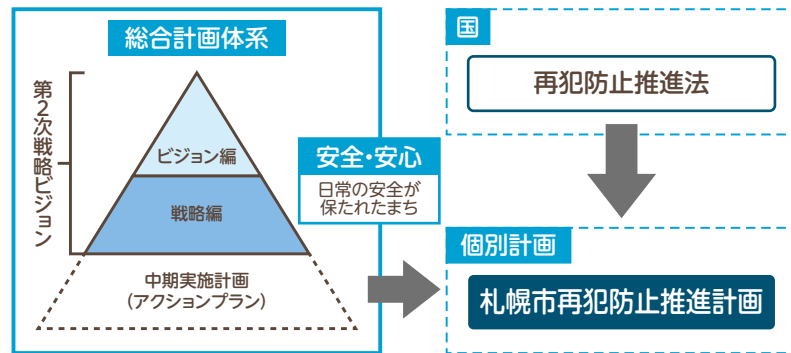 総合計画体系
第2次戦略ビジョン
ビジョン編
戦略編
中期実施計画
(アクションプラン)
安全・安心
日常の安全が
保たれたまち
国
再犯防止推進法
個別計画
札幌市再犯防止推進計画